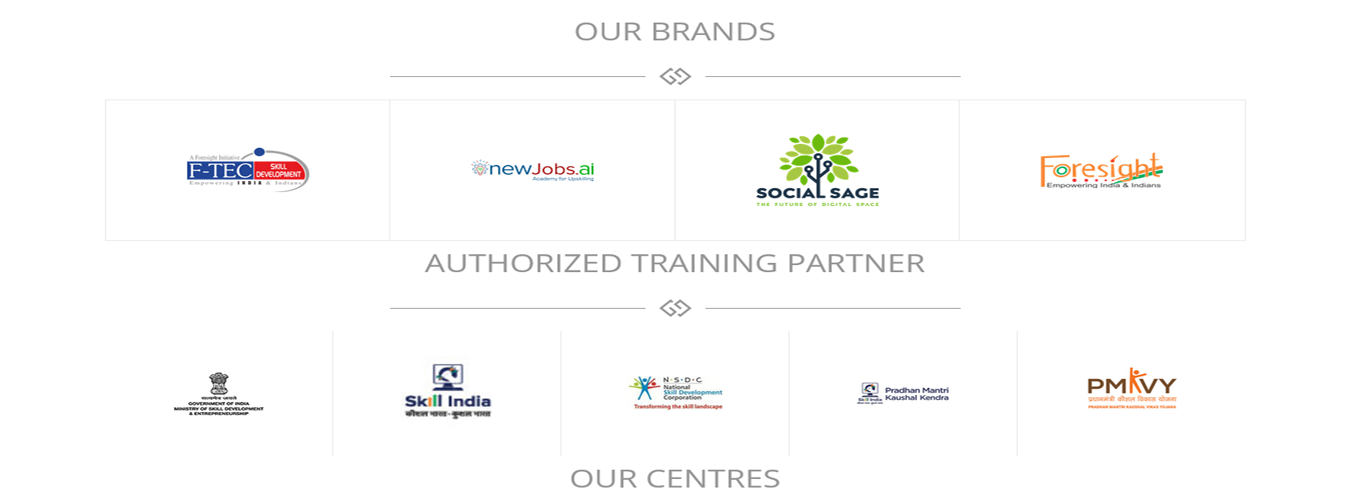 OUR BRANDS
A Foresight Initiative
F-TEC SKILL DEVELOPMENT
Empowering INDIA & Indians
newJobs.ai
Academy for Upskilling
SOCIAL SAGE
THE FUTURE OF DIGITAL SPACE
Foresight
Empowering India & Indians
AUTHORIZED TRAINING PARTNER
सत्यमेव जयते
GOVERNMENT OF INDIA
MINISTRY OF SKILL DEVELOPMENT
& ENTREPRENEURSHIP
Skill India
कौशल भारत-कुशल भारत
N·S·D·C
National
Skill Development
Corporation
Transforming the skill landscape
Skill India
Pradhan Mantri
Kaushal Kendra
PMKVY
प्रधानमंत्री कौशल विकास योजना
PRADHAN MANTRI KAUSHAL VIKAS YOJANA
OUR CENTRES